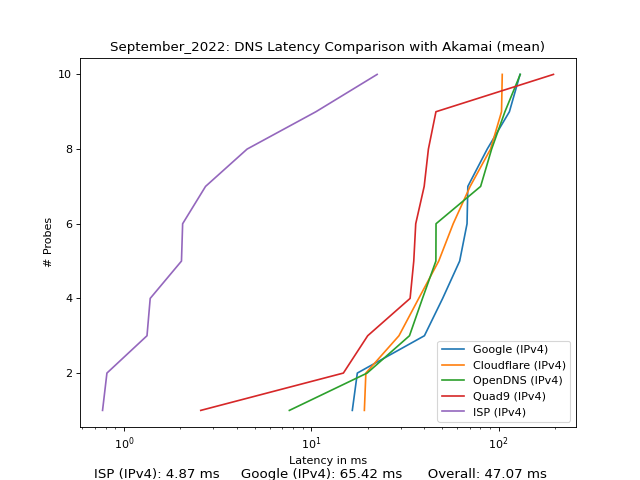 September_2022: DNS Latency Comparison with Akamai (mean)
# Probes
10
8
6
4
2
Google (IPv4)
Cloudflare (IPv4)
OpenDNS (IPv4)
Quad9 (IPv4)
ISP (IPv4)
10⁰ 10¹ 10²
Latency in ms
ISP (IPv4): 4.87 ms Google (IPv4): 65.42 ms Overall: 47.07 ms